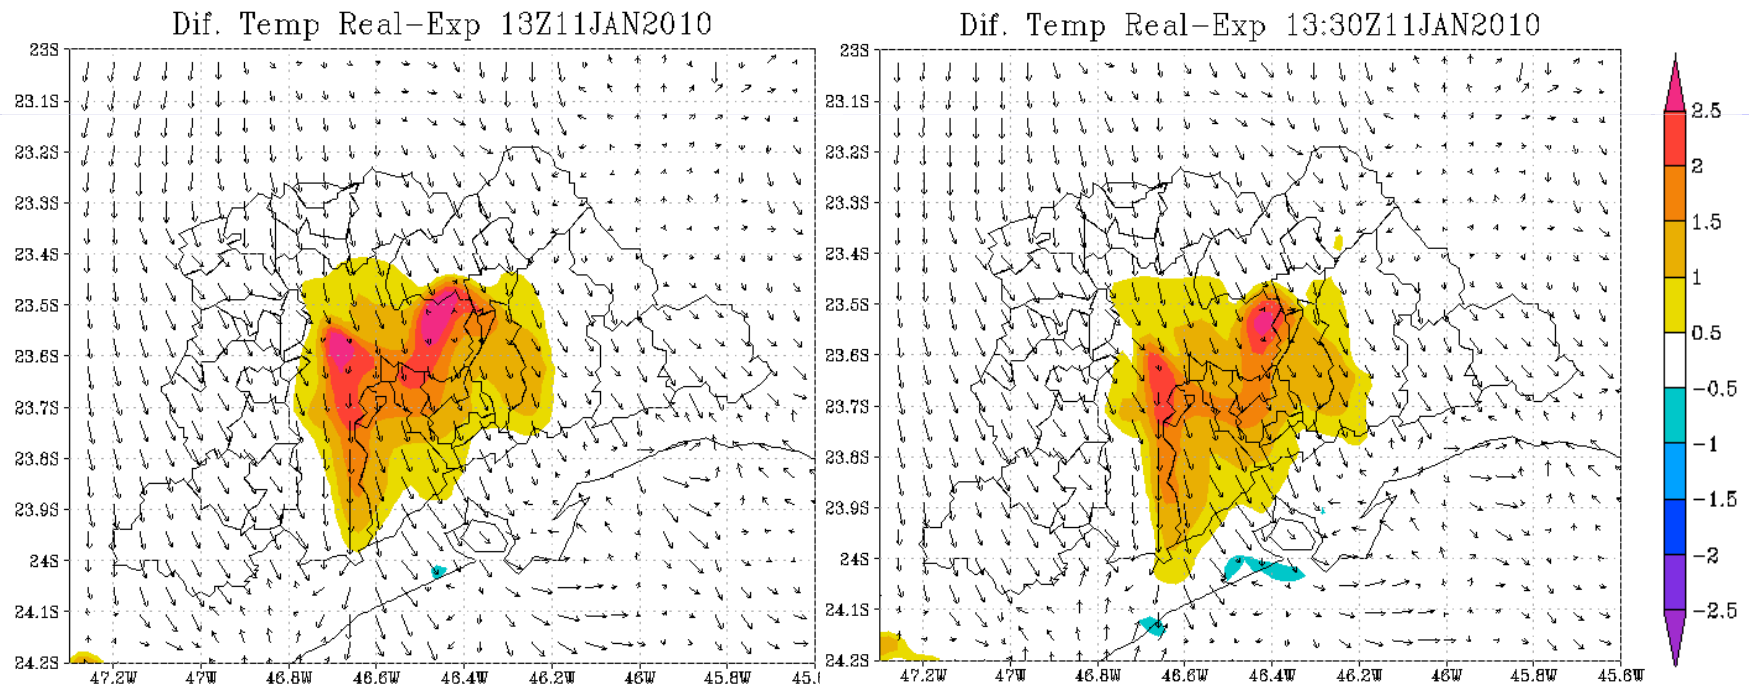 Dif. Temp Real-Exp 13Z11JAN2010
23S
23.1S
23.2S
23.3S
23.4S
23.5S
23.6S
23.7S
23.8S
23.9S
24S
24.1S
24.2S
47.2W 47W 46.8W 46.6W 46.4W 46.2W 46W 45.8W 45.
Dif. Temp Real-Exp 13:30Z11JAN2010
23S
23.1S
23.2S
23.3S
23.4S
23.5S
23.6S
23.7S
23.8S
23.9S
24S
24.1S
24.2S
47.2W 47W 46.8W 46.6W 46.4W 46.2W 46W 45.8W 45.6W
2.5
2
1.5
1
0.5
-0.5
-1
-1.5
-2
-2.5